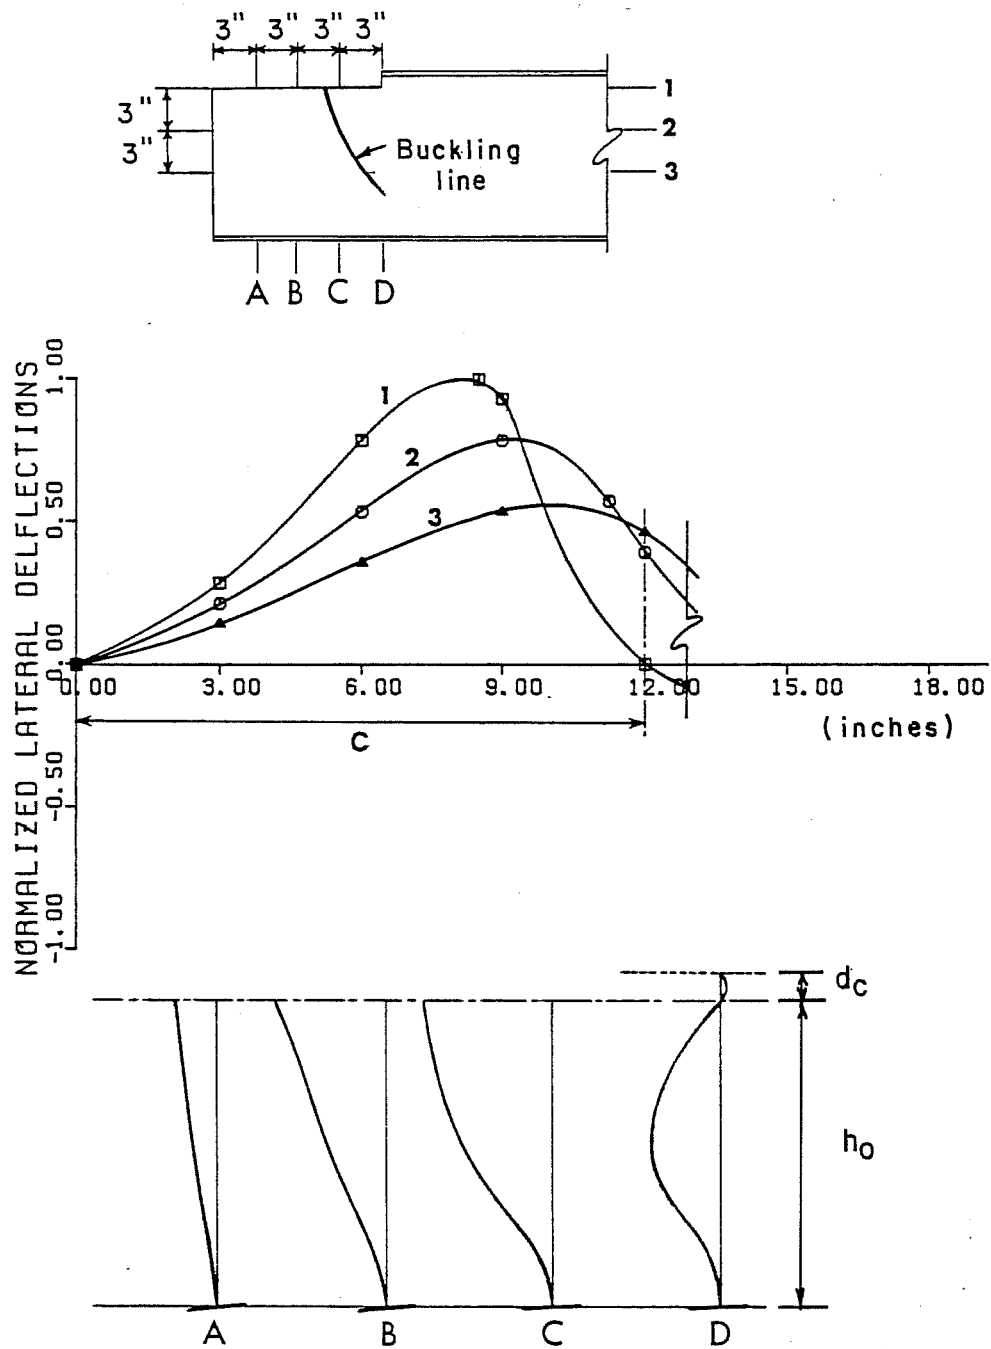 3" 3" 3" 3"
1
3"
2
Buckling
3"
line
3
A B C D
NORMALIZED LATERAL DELFLECTIONS
1.00
0.50
0.00
-0.50
-1.00
1
2
3
0.00 3.00 6.00 9.00 12.00 15.00 18.00
(inches)
C
dc
ho
A B C D